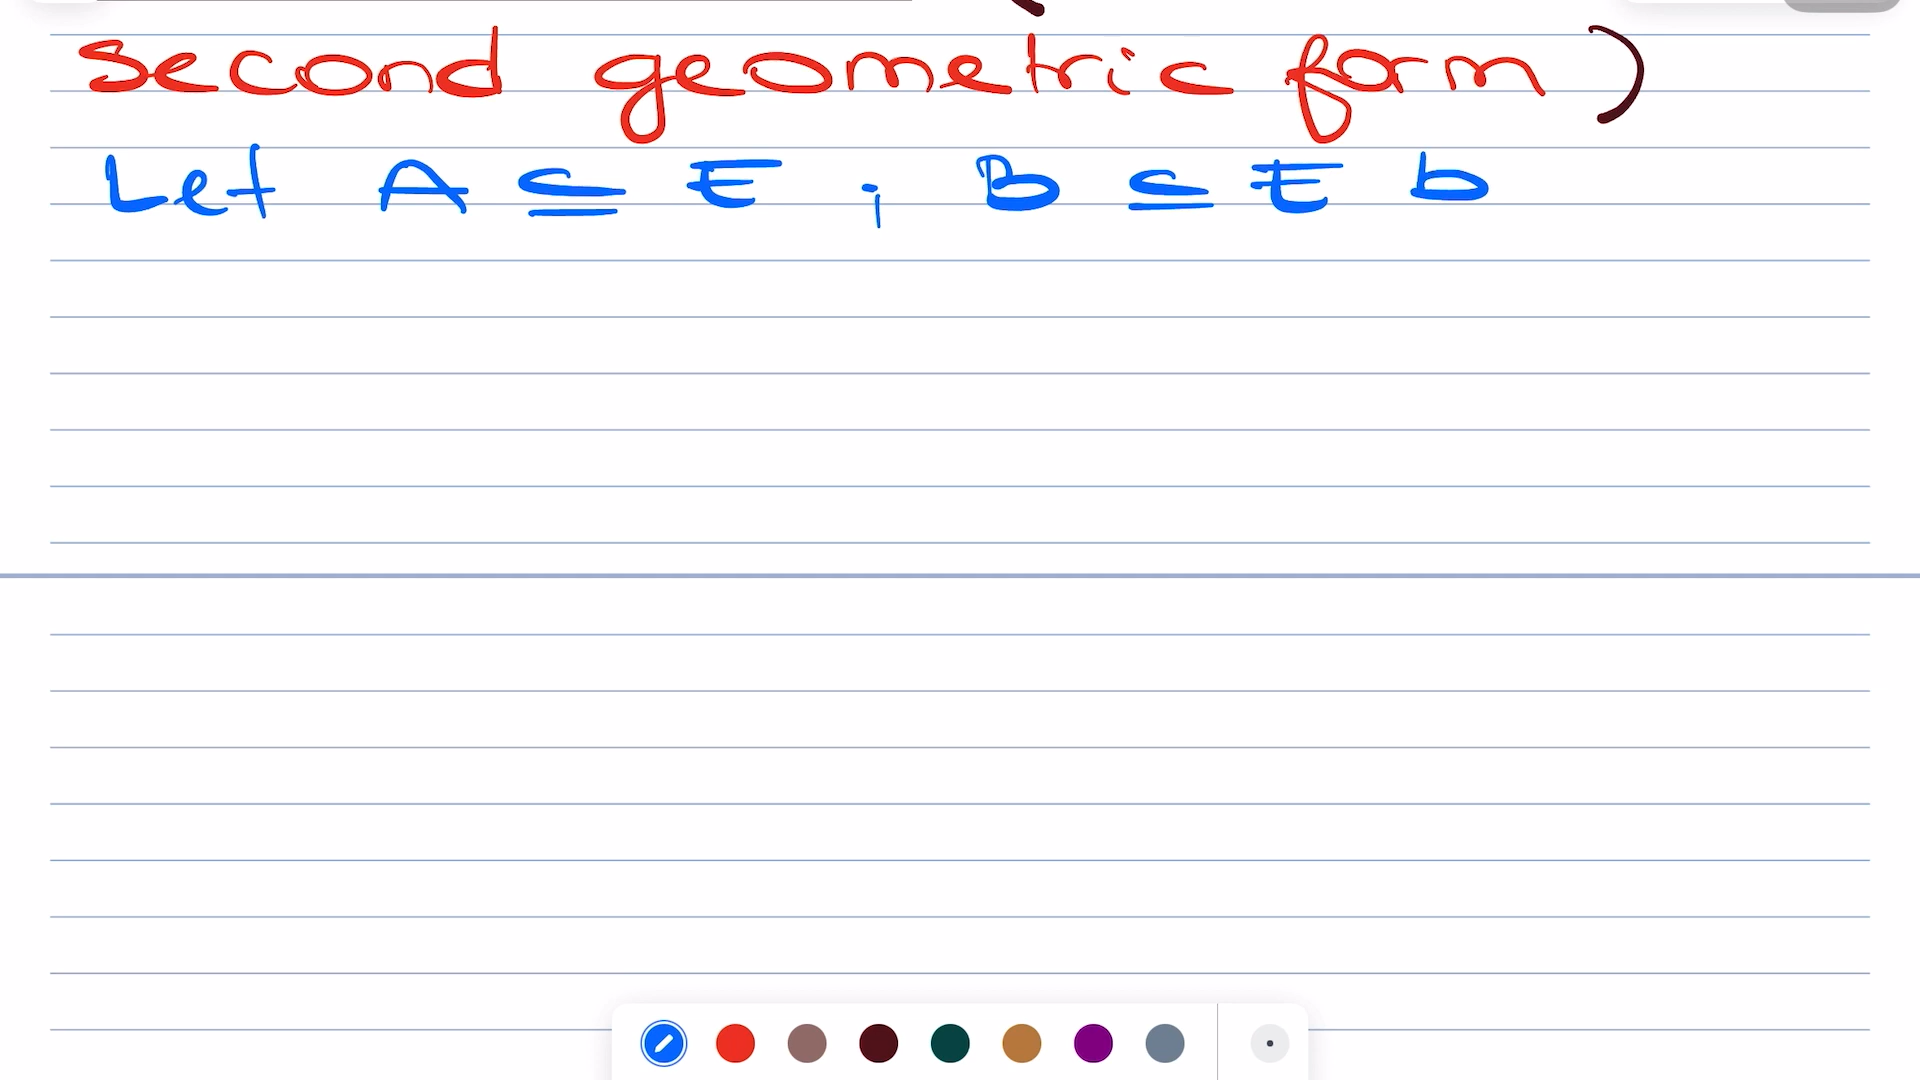 second geometric form )
Let A ⊆ E , B ⊆ E b